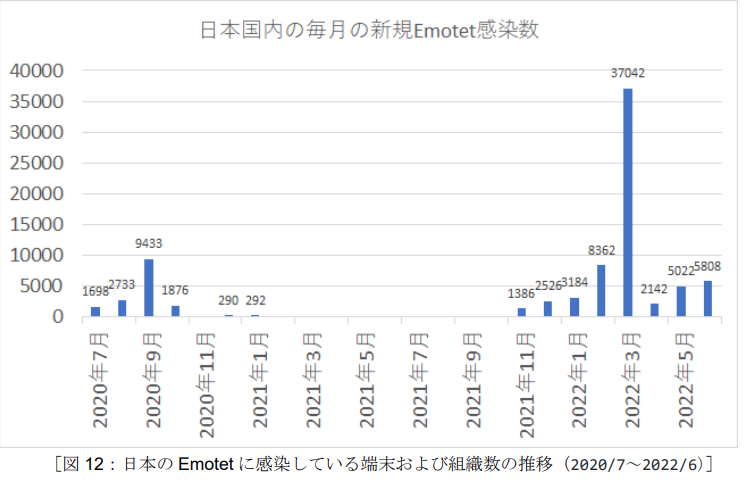 日本国内の毎月の新規Emotet感染数
40000
35000
30000
25000
20000
15000
10000
5000
0
1698
2733
9433
1876
290
292
1386
2526
3184
8362
37042
2142
5022
5808
2020年7月
2020年9月
2020年11月
2021年1月
2021年3月
2021年5月
2021年7月
2021年9月
2021年11月
2022年1月
2022年3月
2022年5月
[図 12：日本の Emotet に感染している端末および組織数の推移（2020/7～2022/6）]